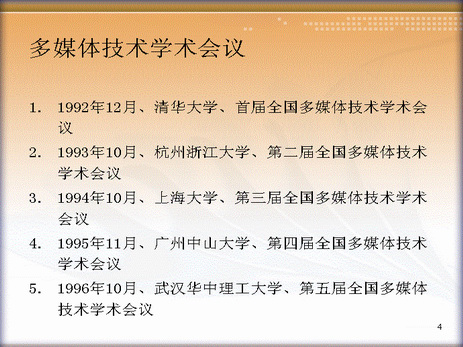 多媒体技术学术会议
1. 1992年12月、清华大学、首届全国多媒体技术学术会
议
2. 1993年10月、杭州浙江大学、第二届全国多媒体技术
学术会议
3. 1994年10月、上海大学、第三届全国多媒体技术学术
会议
4. 1995年11月、广州中山大学、第四届全国多媒体技术
学术会议
5. 1996年10月、武汉华中理工大学、第五届全国多媒体
技术学术会议
4